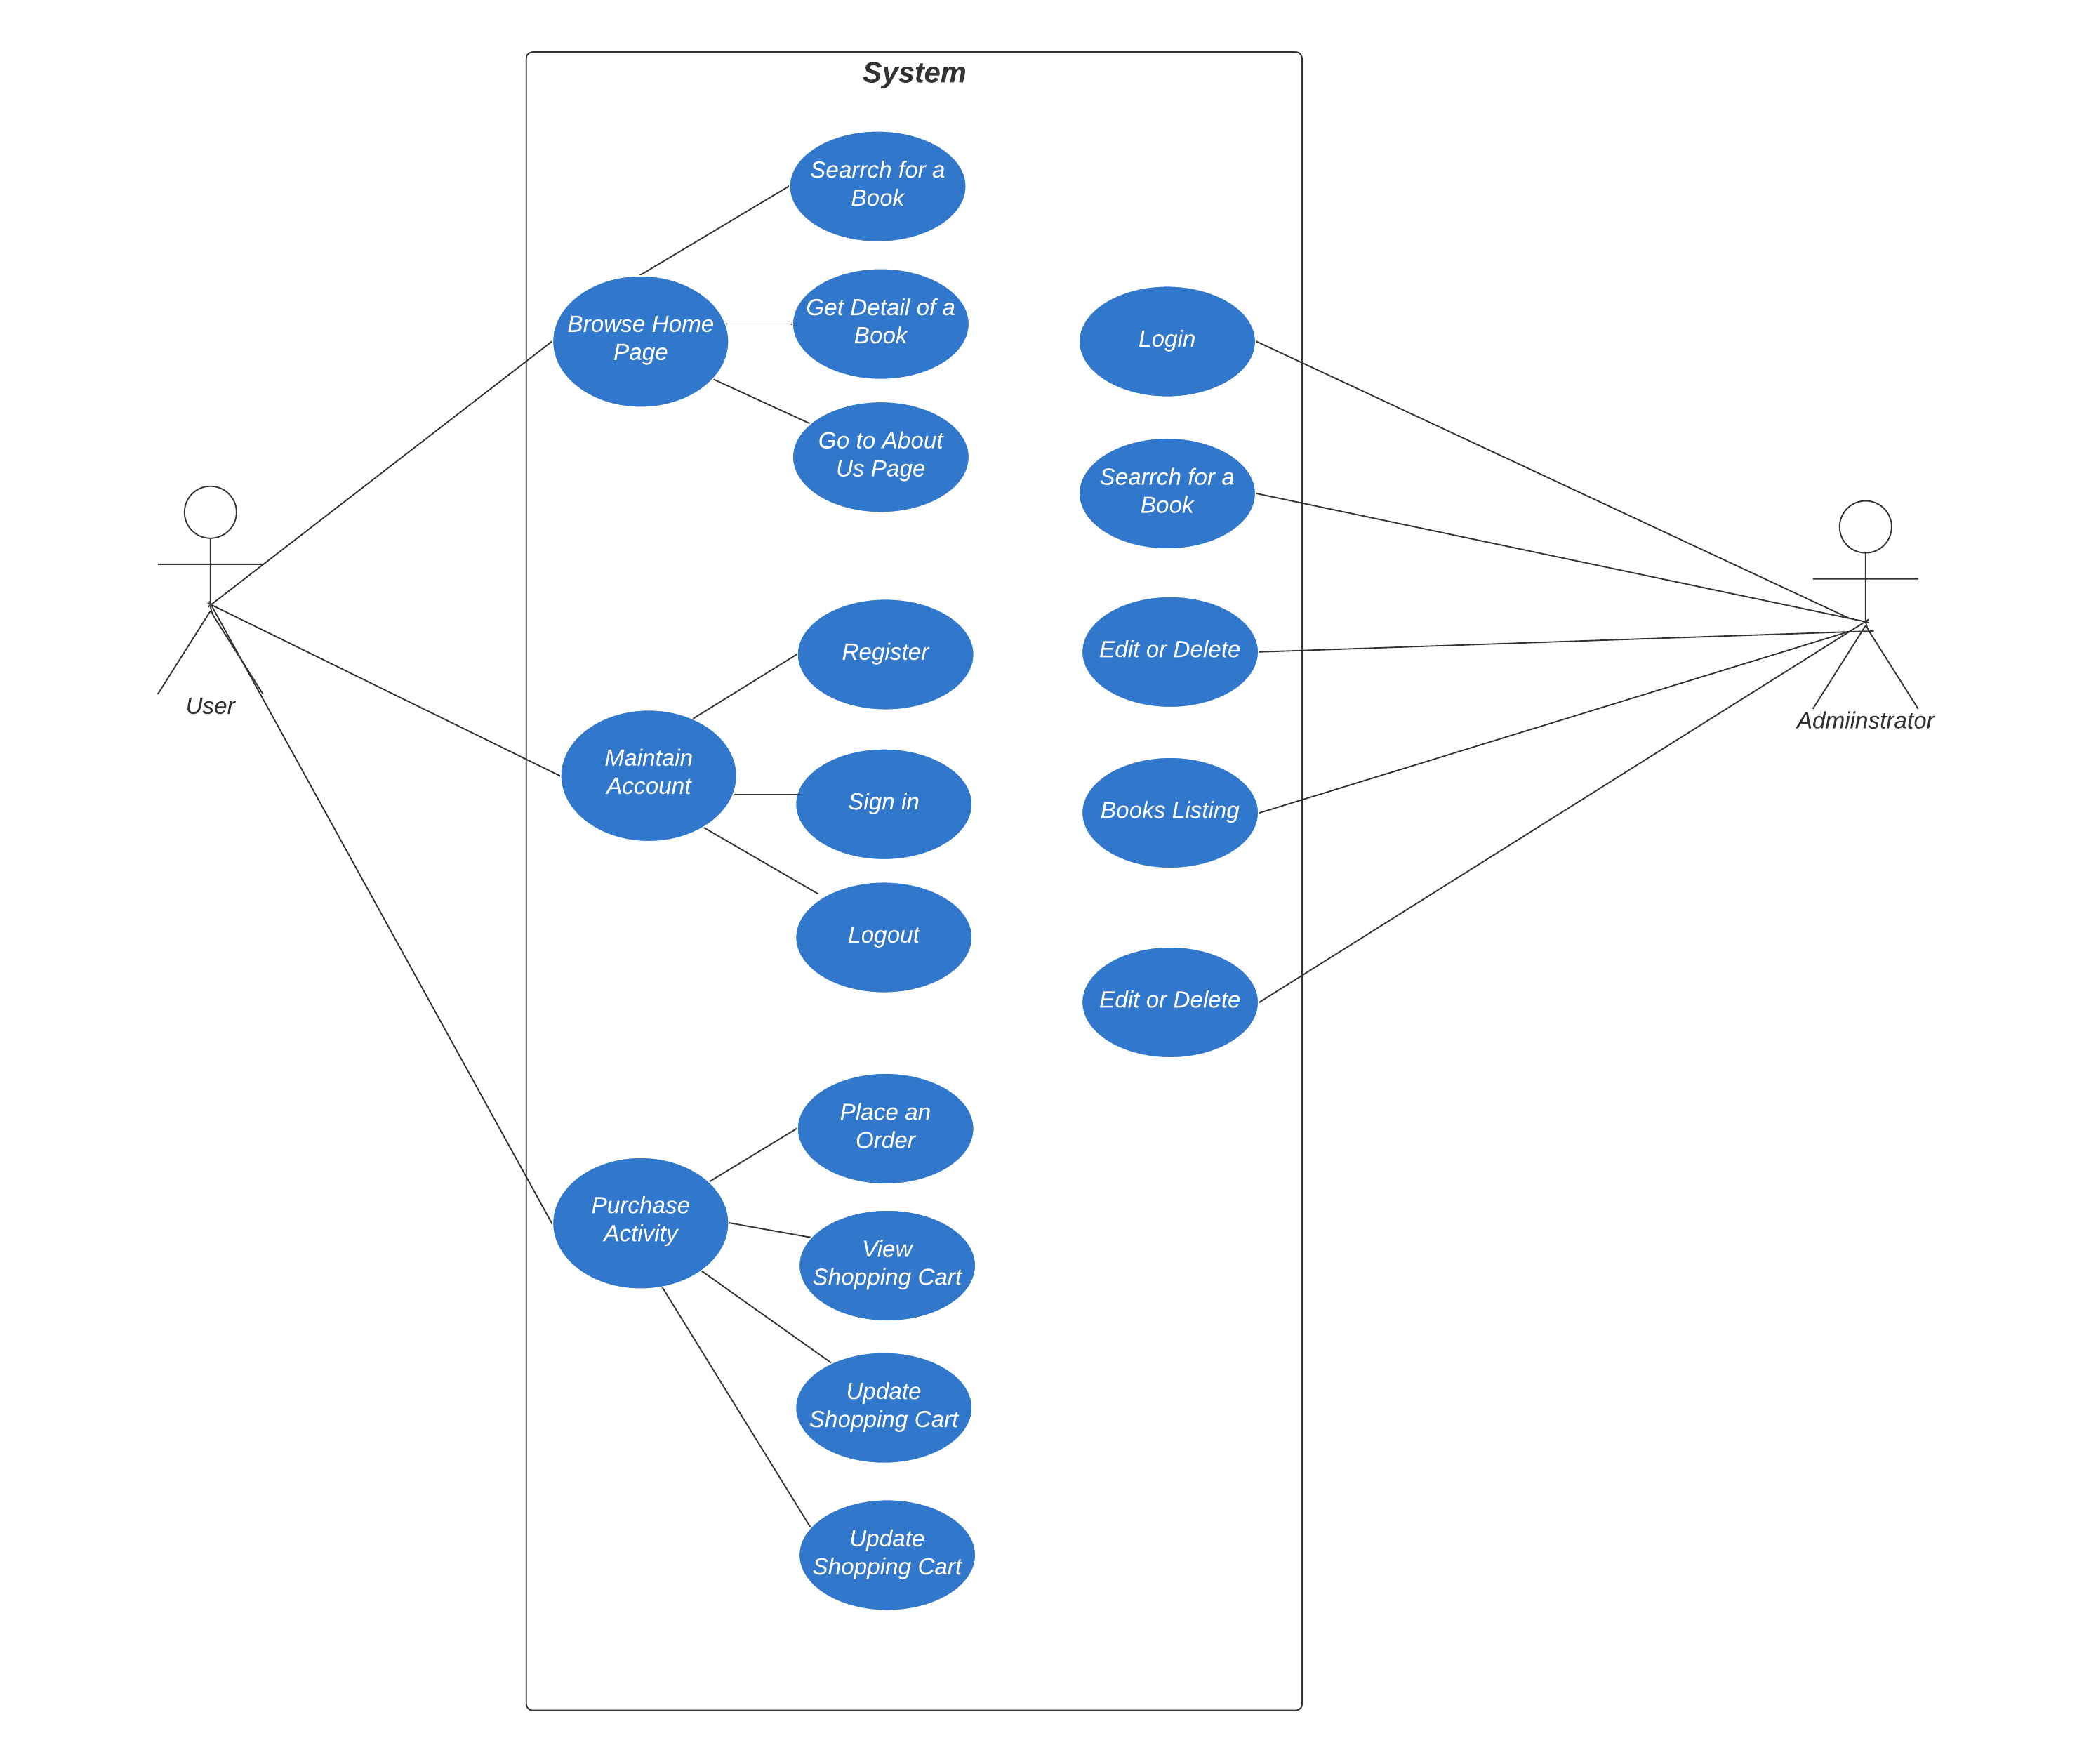 System
Searrch for a
Book
Get Detail of a
Book
Browse Home
Page
Go to About
Us Page
Login
Searrch for a
Book
Register
Edit or Delete
User
Admiinstrator
Maintain
Account
Sign in
Books Listing
Logout
Edit or Delete
Place an
Order
Purchase
Activity
View
Shopping Cart
Update
Shopping Cart
Update
Shopping Cart